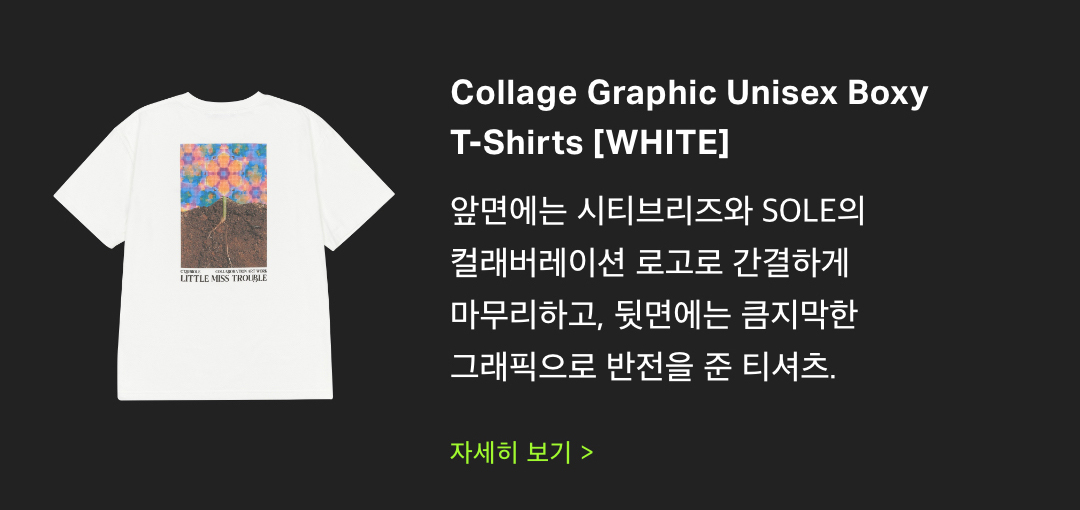 Collage Graphic Unisex Boxy
T-Shirts [WHITE]
앞면에는 시티브리즈와 SOLE의
컬래버레이션 로고로 간결하게
마무리하고, 뒷면에는 큼지막한
그래픽으로 반전을 준 티셔츠.
자세히 보기 >
COLLABORATION ART WORK
LITTLE MISS TROUBLE